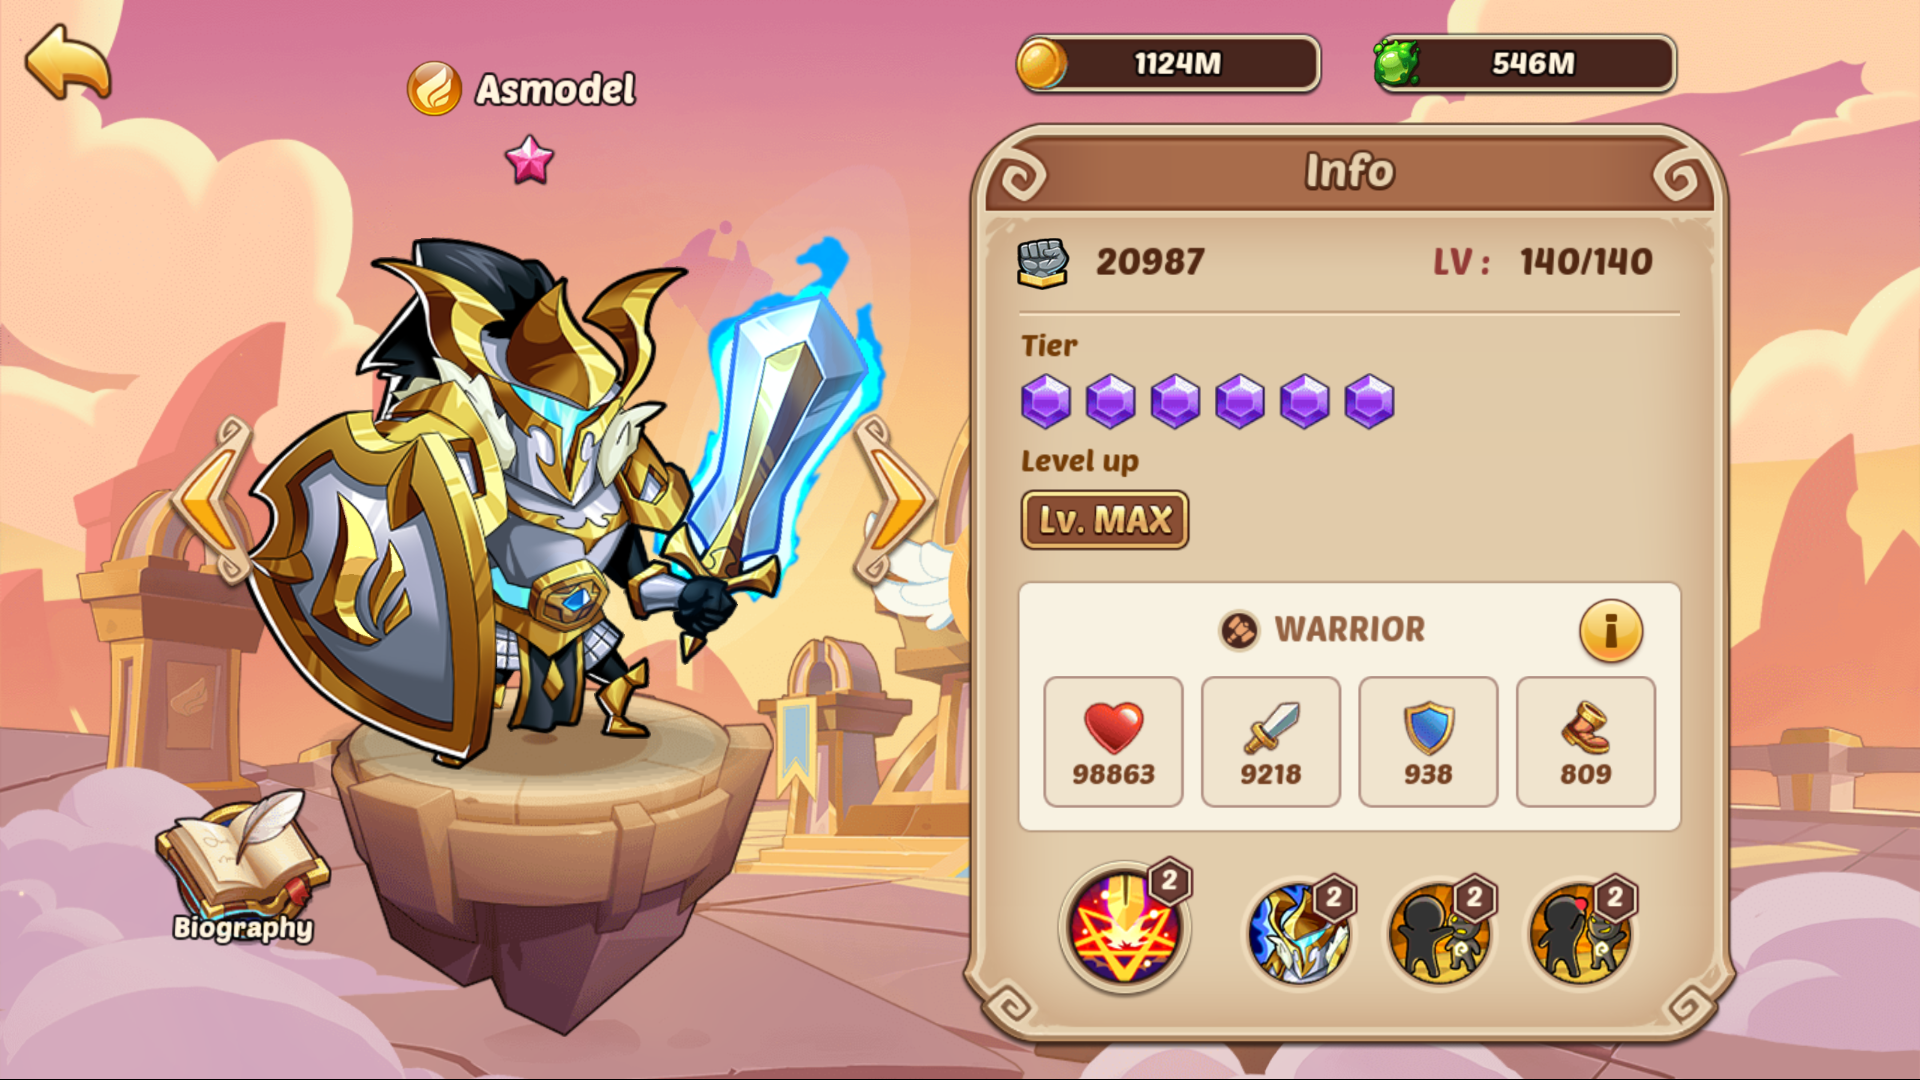 Asmodel
1124M
546M
Info
20987
LV : 140/140
Tier
Level up
Lv. MAX
WARRIOR
98863
9218
938
809
2
2
2
2
Biography